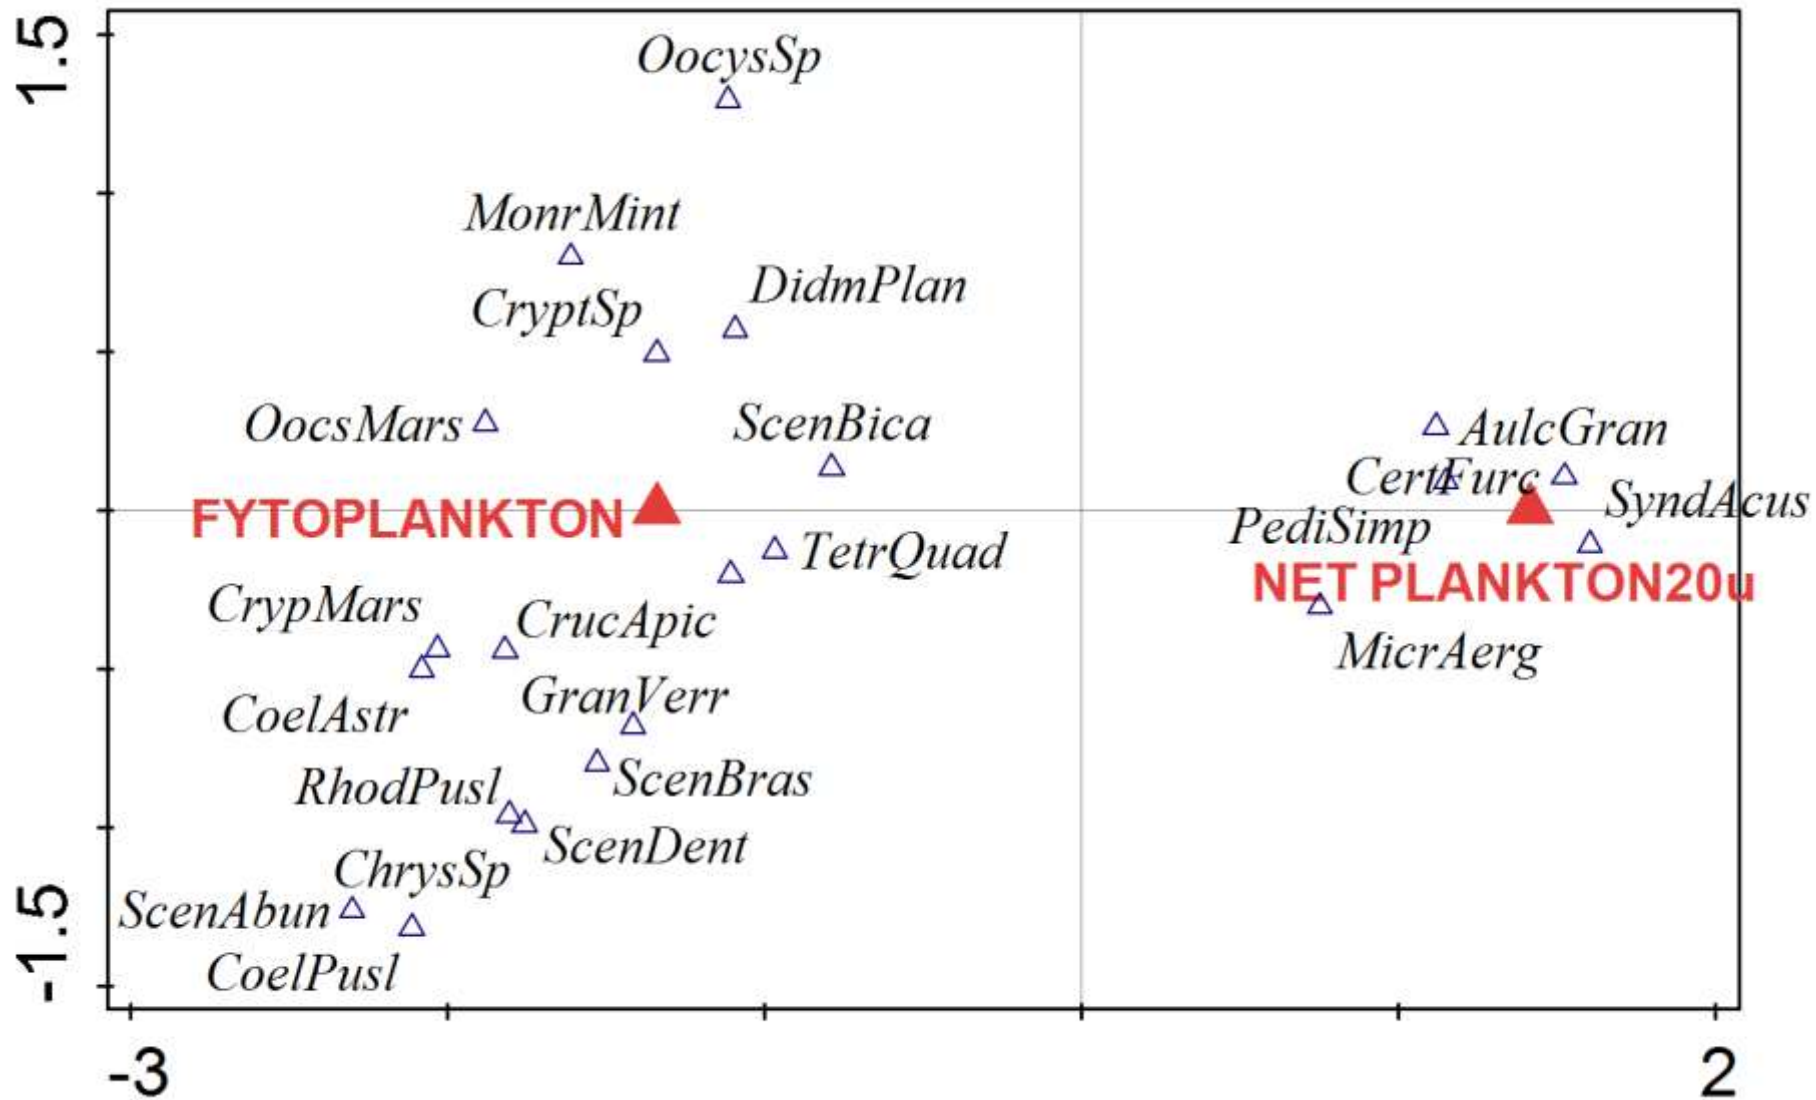 1.5
OocysSp
MonrMint
DidmPlan
CryptSp
OocsMars
ScenBica
AulcGran
CertFurc
SyndAcus
FYTOPLANKTON
PediSimp
TetrQuad
NET PLANKTON20u
CrypMars
CrucApic
MicrAerg
GranVerr
CoelAstr
RhodPusl
ScenBras
ScenDent
ChrysSp
ScenAbun
CoelPusl
-1.5
-3
2